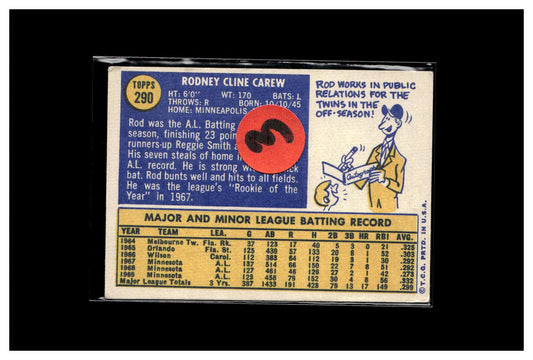 TOPPS
290
RODNEY CLINE CAREW
HT: 6'0" WT: 170 BATS: L
THROWS: R BORN: 10/10/45
HOME: MINNEAPOLIS
Rod was the A.L. Batting
season, finishing 23 poin
runners-up Reggie Smith a
His seven steals of home
A.L. record. He is strong w ck
bat. Rod bunts well and hits to all fields.
He was the league's "Rookie of the
Year" in 1967.
3
ROD WORKS IN PUBLIC
RELATIONS FOR THE
TWINS IN THE
OFF-SEASON!
Autographs
MAJOR AND MINOR LEAGUE BATTING RECORD
YEAR TEAM LEA. G AB R H 2B 3B HR RBI AVG.
1964 Melbourne Tw. Fla. Rk. 37 123 17 40 5 3 0 21 .325
1965 Orlando Fla. St. 125 439 57 133 20 8 1 52 .303
1966 Wilson Carol. 112 383 64 112 13 3 1 30 .292
1967 Minnesota A.L. 137 514 66 150 22 7 8 51 .292
1968 Minnesota A.L. 127 461 46 126 27 2 1 42 .273
1969 Minnesota A.L. 123 458 79 152 30 4 8 56 .332
Major League Totals 3 Yrs. 387 1433 191 428 79 13 17 149 .299
© T.C.G. PRTD. IN U.S.A.